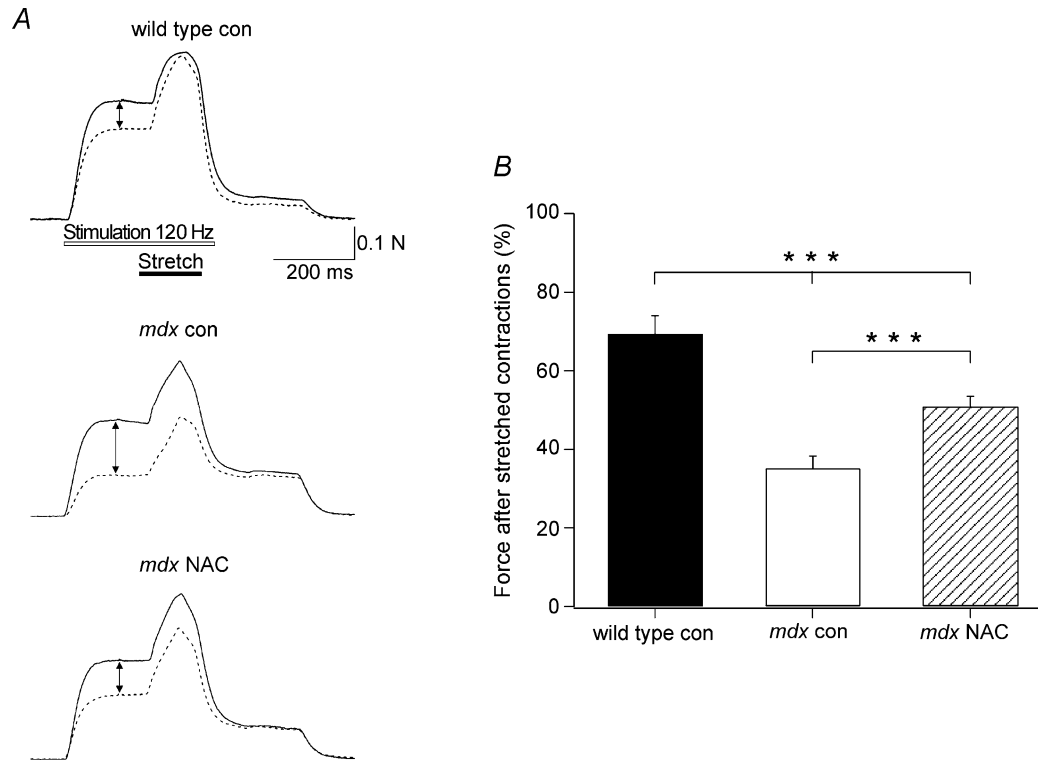 A
wild type con
Stimulation 120 Hz
0.1 N
Stretch
200 ms
mdx con
mdx NAC
B
Force after stretched contractions (%)
100
80
60
40
20
0
* * *
* * *
wild type con
mdx con
mdx NAC